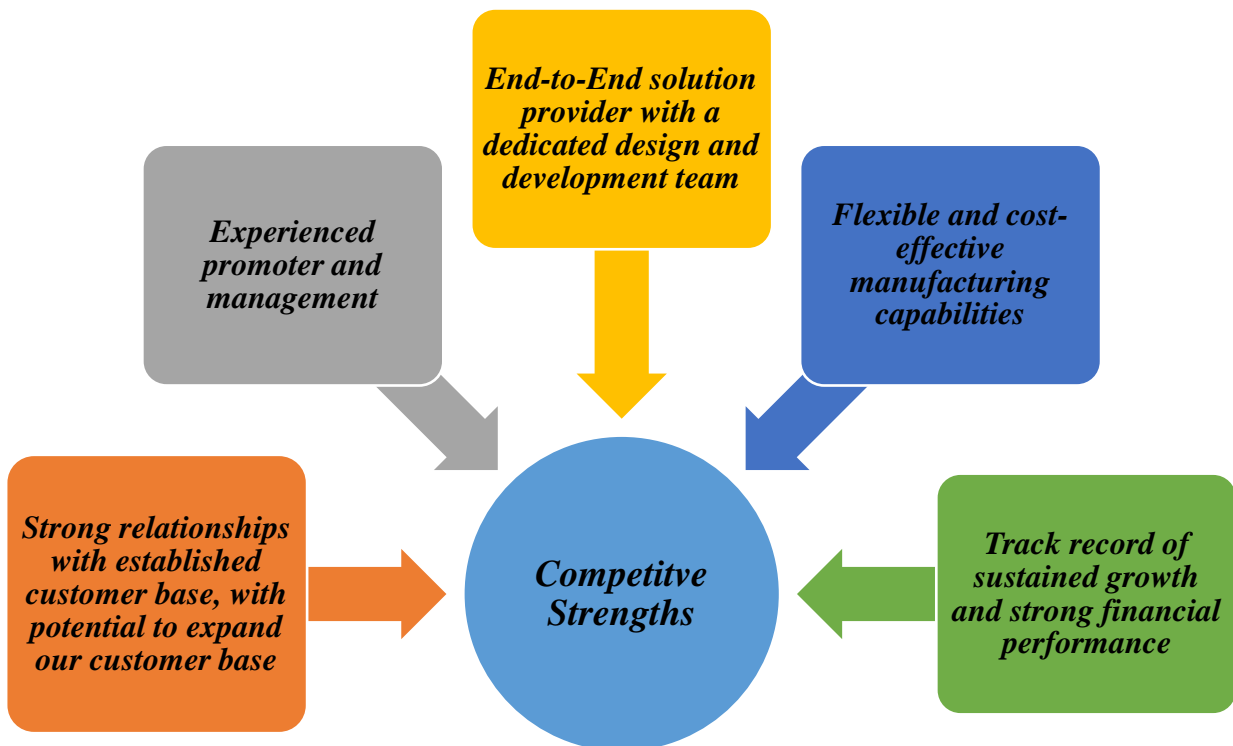 End-to-End solution
provider with a
dedicated design and
development team
Experienced
promoter and
management
Flexible and cost-
effective
manufacturing
capabilities
Strong relationships
with established
customer base, with
potential to expand
our customer base
Competitve
Strengths
Track record of
sustained growth
and strong financial
performance